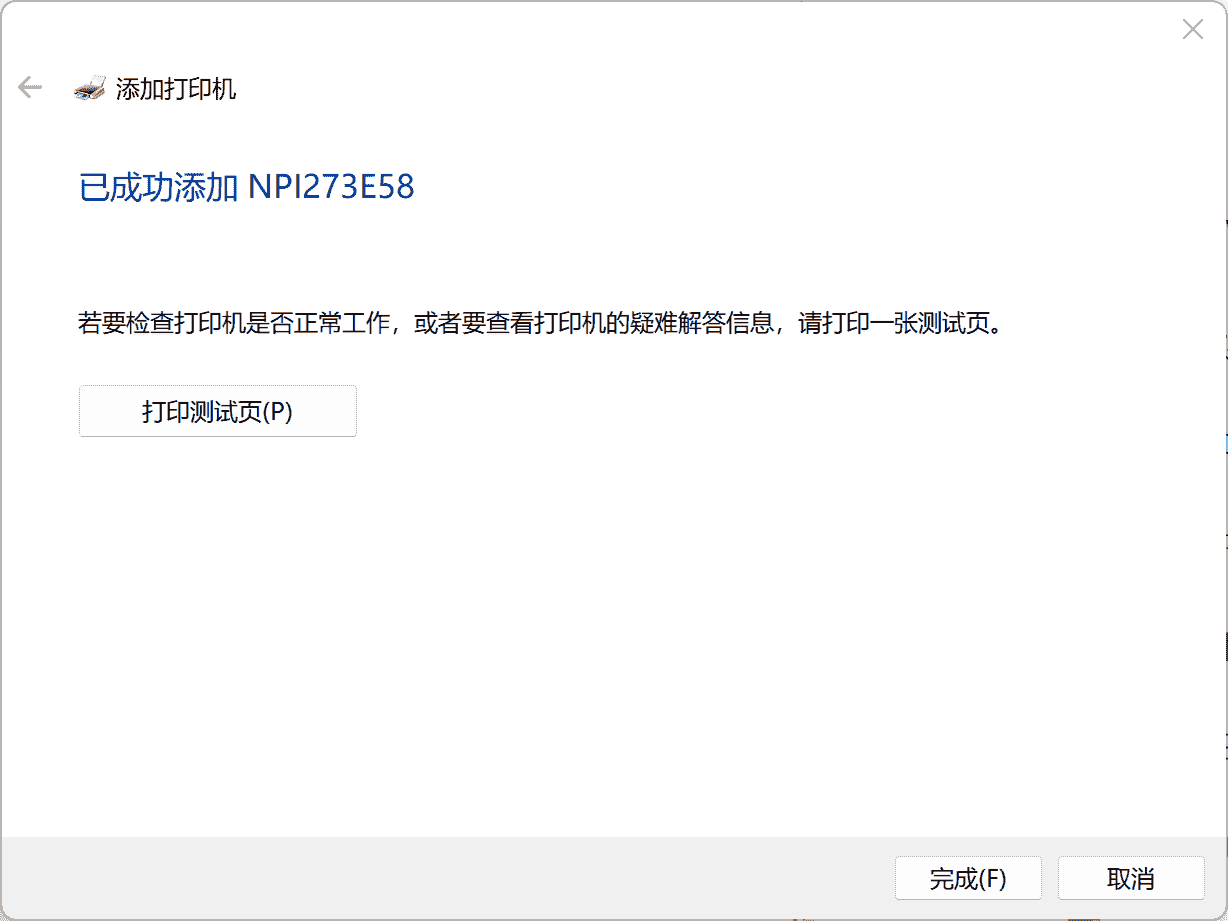 添加打印机
已成功添加 NPI273E58
若要检查打印机是否正常工作，或者要查看打印机的疑难解答信息，请打印一张测试页。
打印测试页(P)
完成(F)
取消